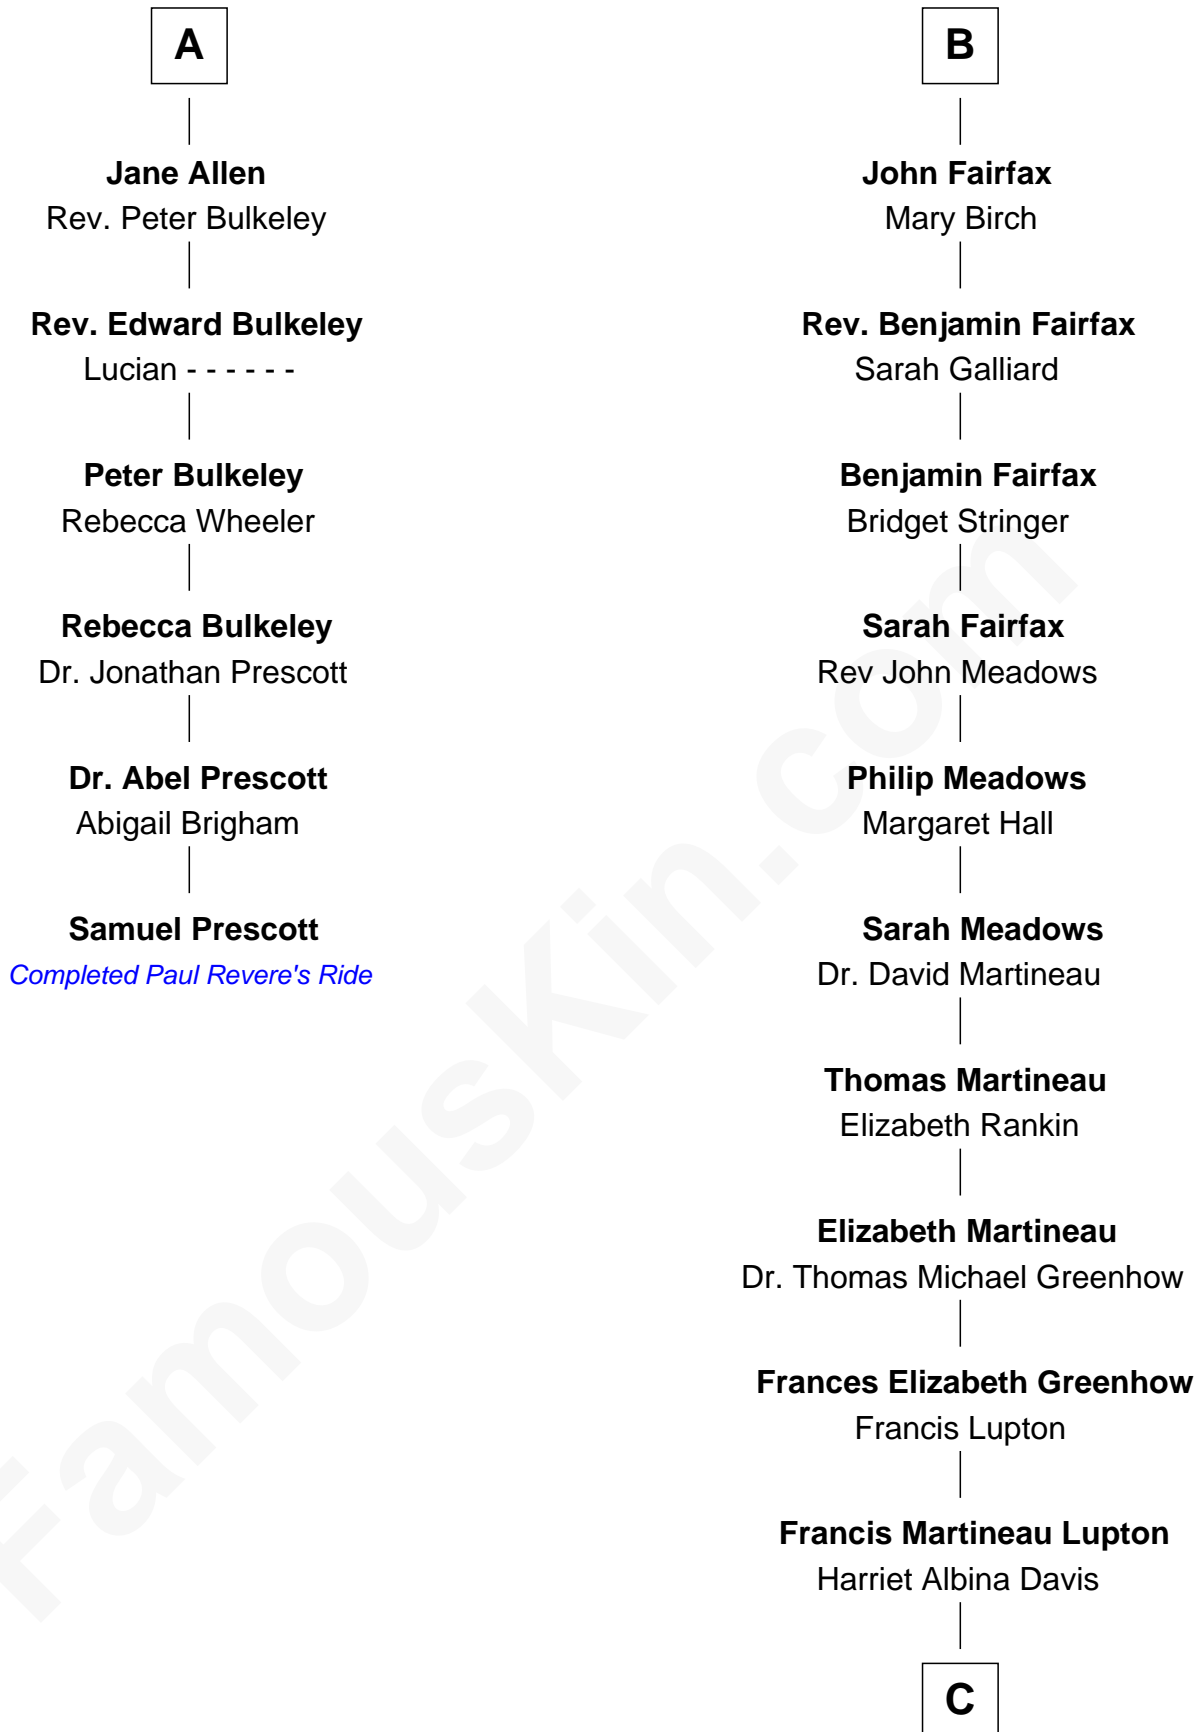 A
Jane Allen
Rev. Peter Bulkeley
Rev. Edward Bulkeley
Lucian - - - - - -
Peter Bulkeley
Rebecca Wheeler
Rebecca Bulkeley
Dr. Jonathan Prescott
Dr. Abel Prescott
Abigail Brigham
Samuel Prescott
Completed Paul Revere's Ride
B
John Fairfax
Mary Birch
Rev. Benjamin Fairfax
Sarah Galliard
Benjamin Fairfax
Bridget Stringer
Sarah Fairfax
Rev John Meadows
Philip Meadows
Margaret Hall
Sarah Meadows
Dr. David Martineau
Thomas Martineau
Elizabeth Rankin
Elizabeth Martineau
Dr. Thomas Michael Greenhow
Frances Elizabeth Greenhow
Francis Lupton
Francis Martineau Lupton
Harriet Albina Davis
C
FamousKin.com